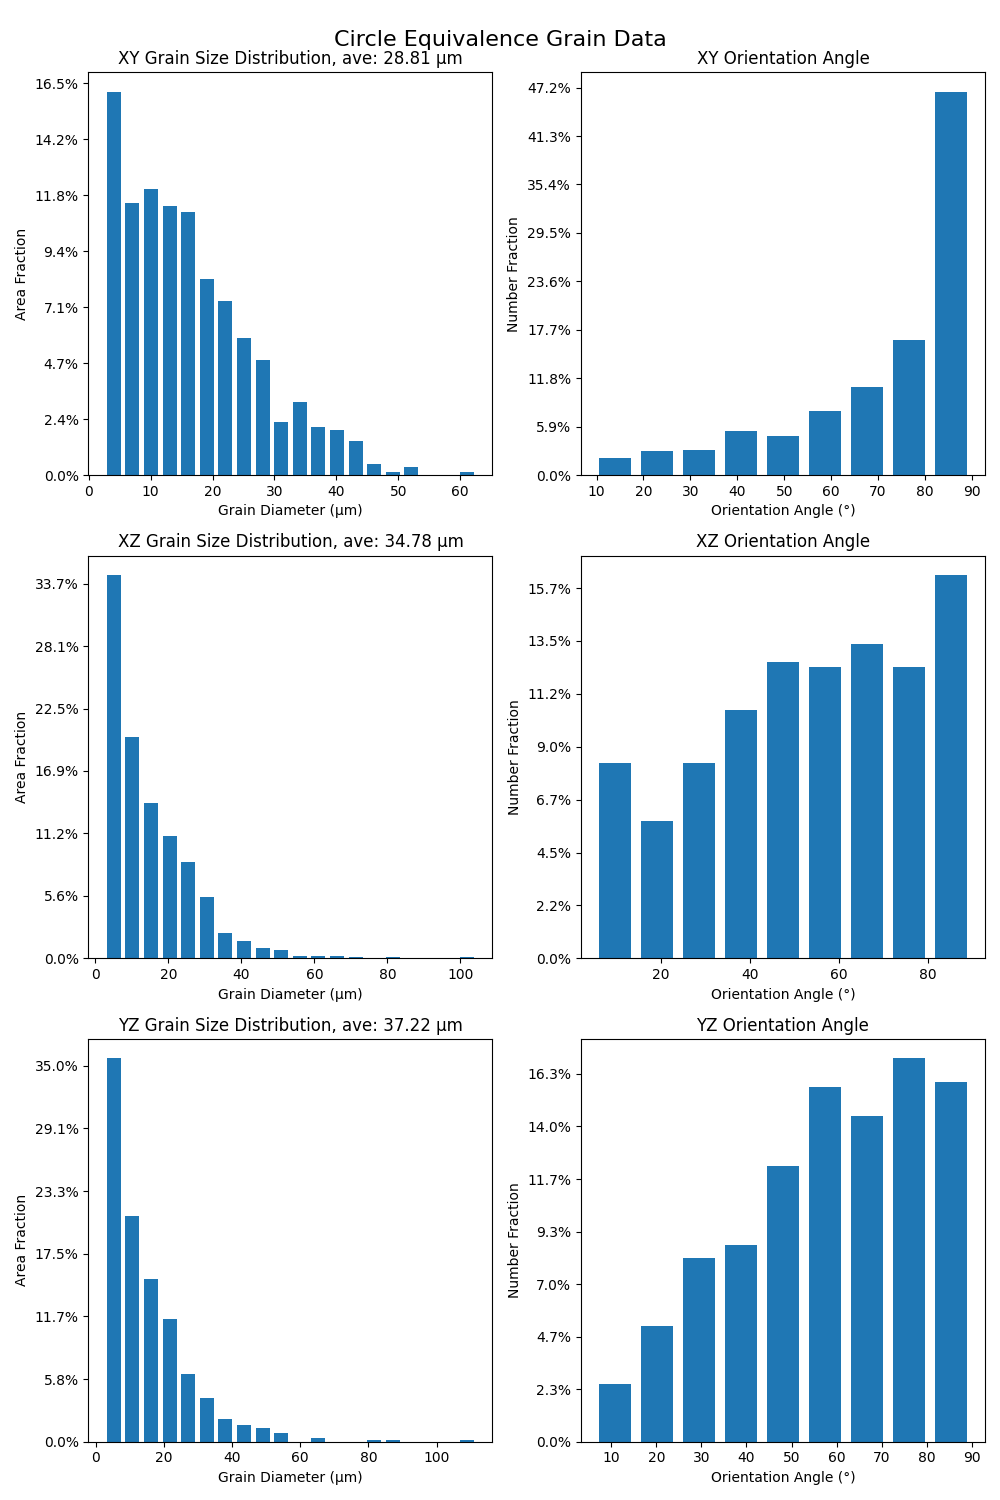 Circle Equivalence Grain Data
XY Grain Size Distribution, ave: 28.81 µm
16.5%
14.2%
11.8%
9.4%
7.1%
4.7%
2.4%
0.0%
Area Fraction
0 10 20 30 40 50 60
Grain Diameter (µm)
XY Orientation Angle
47.2%
41.3%
35.4%
29.5%
23.6%
17.7%
11.8%
5.9%
0.0%
Number Fraction
10 20 30 40 50 60 70 80 90
Orientation Angle (°)
XZ Grain Size Distribution, ave: 34.78 µm
33.7%
28.1%
22.5%
16.9%
11.2%
5.6%
0.0%
Area Fraction
0 20 40 60 80 100
Grain Diameter (µm)
XZ Orientation Angle
15.7%
13.5%
11.2%
9.0%
6.7%
4.5%
2.2%
0.0%
Number Fraction
20 40 60 80
Orientation Angle (°)
YZ Grain Size Distribution, ave: 37.22 µm
35.0%
29.1%
23.3%
17.5%
11.7%
5.8%
0.0%
Area Fraction
0 20 40 60 80 100
Grain Diameter (µm)
YZ Orientation Angle
16.3%
14.0%
11.7%
9.3%
7.0%
4.7%
2.3%
0.0%
Number Fraction
10 20 30 40 50 60 70 80 90
Orientation Angle (°)